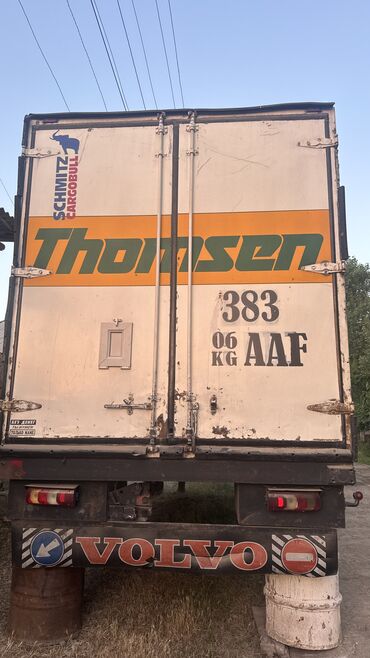 SCHMITZ
CARGOBULL
Thomsen
383
06
KG AAF
VOLVO